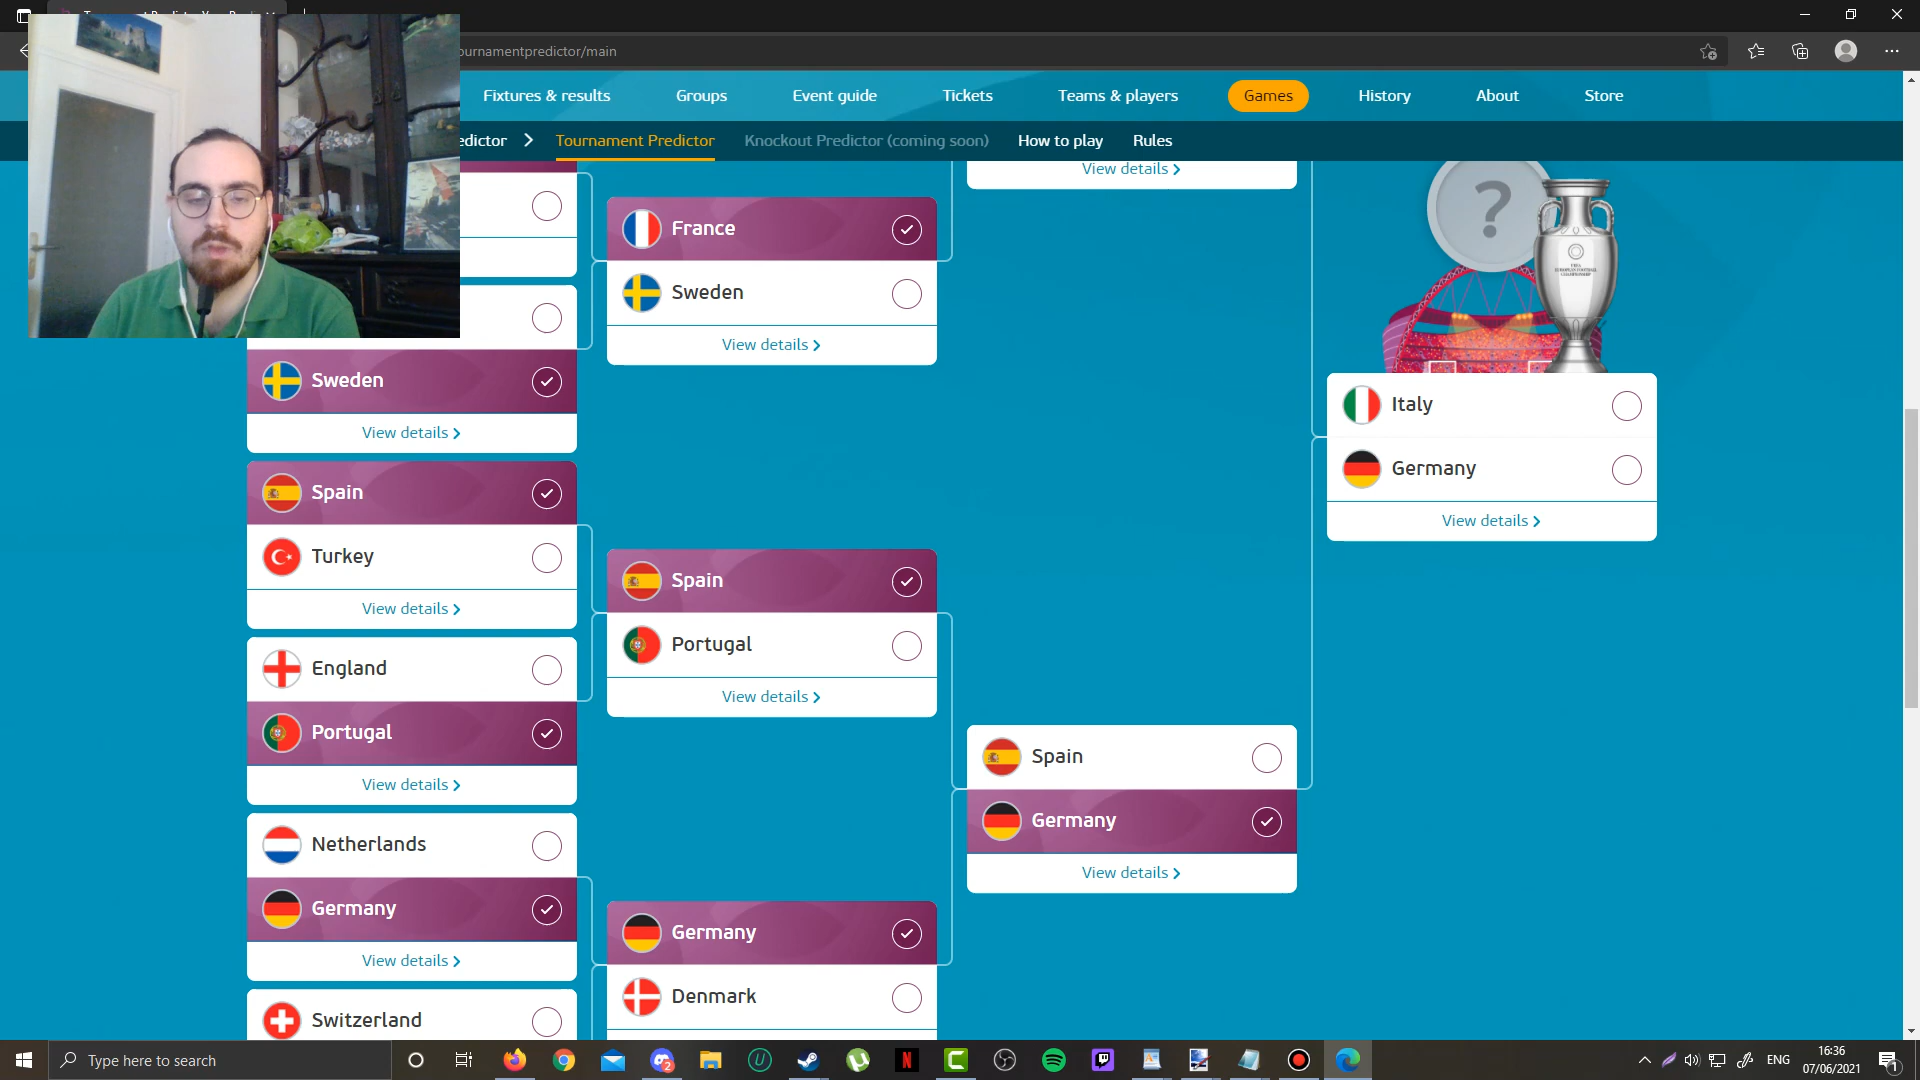 ournamentpredictor/main
Fixtures & results
Groups
Event guide
Tickets
Teams & players
Games
History
About
Store
edictor
Tournament Predictor
Knockout Predictor (coming soon)
How to play
Rules
Sweden
View details
Spain
Turkey
View details
England
Portugal
View details
Netherlands
Germany
View details
Switzerland
France
Sweden
View details
Spain
Portugal
View details
Germany
Denmark
View details
Spain
Germany
View details
?
Italy
Germany
View details
Type here to search
2
ENG
16:36
07/06/2021
1